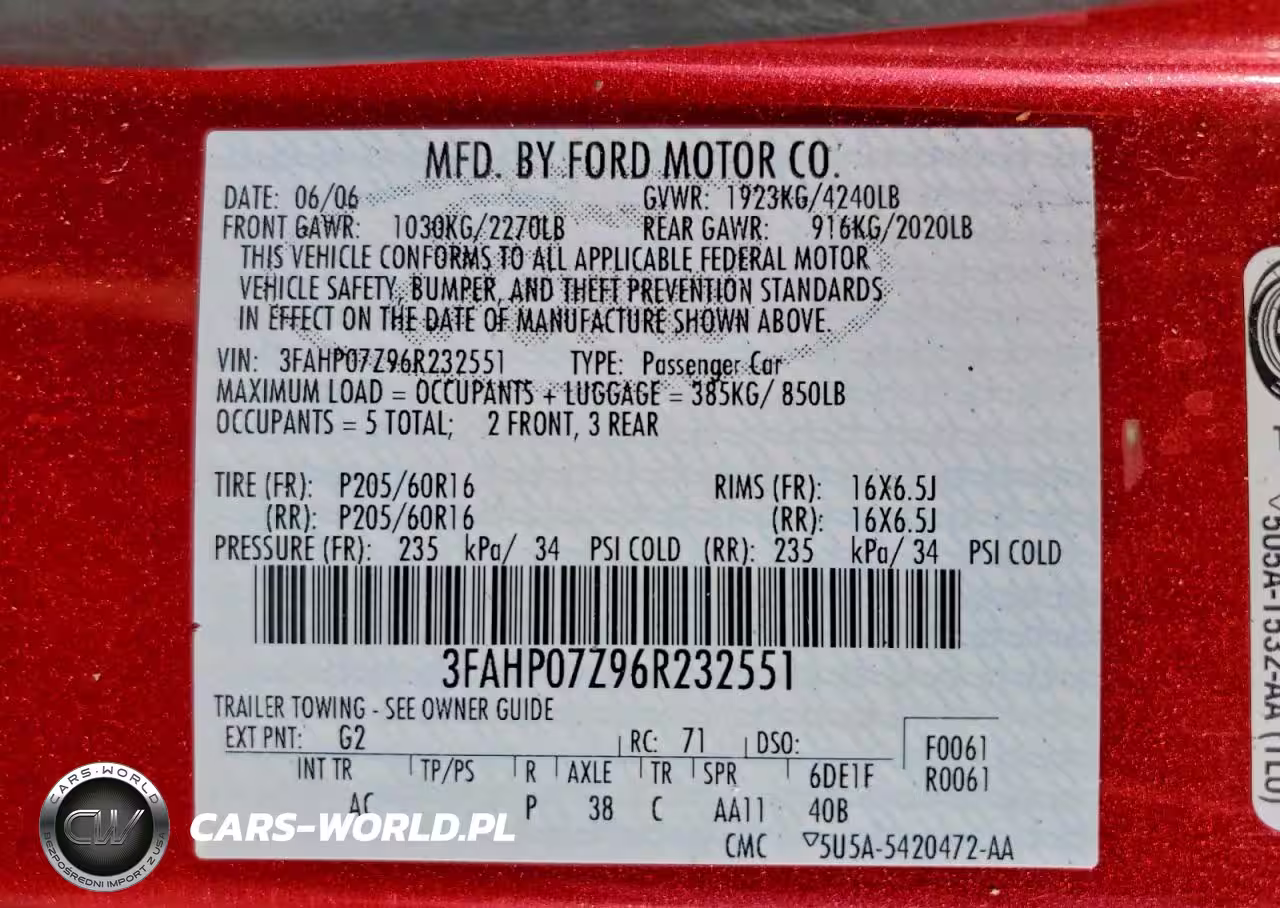 MFD. BY FORD MOTOR CO.
DATE: 06/06 GVWR: 1923KG/4240LB
FRONT GAWR: 1030KG/2270LB REAR GAWR: 916KG/2020LB
THIS VEHICLE CONFORMS TO ALL APPLICABLE FEDERAL MOTOR
VEHICLE SAFETY, BUMPER, AND THEFT PREVENTION STANDARDS
IN EFFECT ON THE DATE OF MANUFACTURE SHOWN ABOVE.
VIN: 3FAHP07Z96R232551 TYPE: Passenger Car
MAXIMUM LOAD = OCCUPANTS + LUGGAGE = 385KG/ 850LB
OCCUPANTS = 5 TOTAL; 2 FRONT, 3 REAR
TIRE (FR): P205/60R16 RIMS (FR): 16X6.5J
(RR): P205/60R16 (RR): 16X6.5J
PRESSURE (FR): 235 kPa/ 34 PSI COLD (RR): 235 kPa/ 34 PSI COLD
3FAHP07Z96R232551
TRAILER TOWING - SEE OWNER GUIDE
EXT PNT: G2 RC: 71 DSO: F0061
INT TR TP/PS R AXLE TR SPR 6DE1F R0061
AC P 38 C AA11 40B
CMC 5U5A-5420472-AA
CARS-WORLD
CW
BEZPOŚREDNI IMPORT Z USA
CARS-WORLD.PL